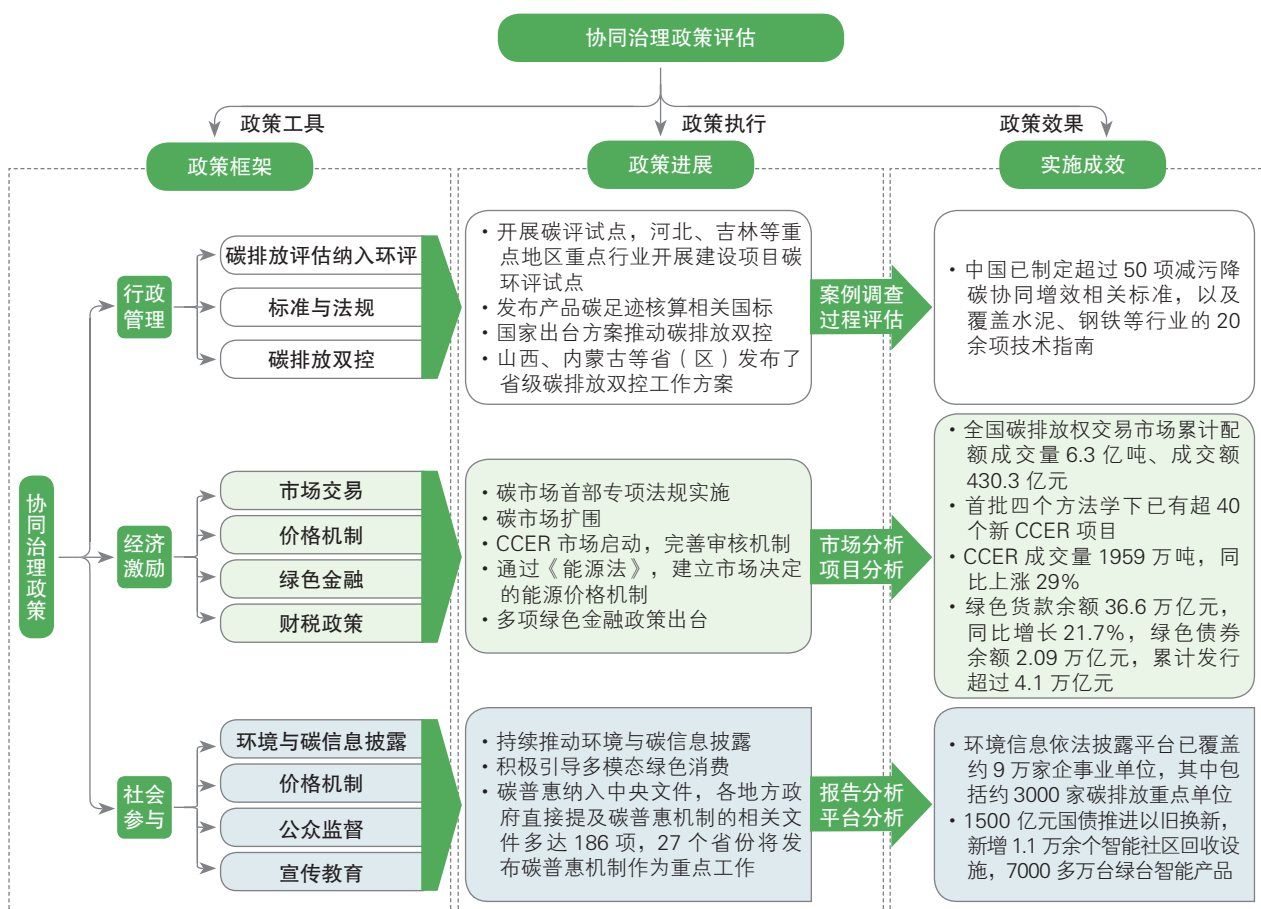 协同治理政策评估
政策工具
政策执行
政策效果
政策框架
政策进展
实施成效
协同治理政策
行政
管理
碳排放评估纳入环评
标准与法规
碳排放双控
• 开展碳评试点，河北、吉林等重
点地区重点行业开展建设项目碳
环评试点
• 发布产品碳足迹核算相关国标
• 国家出台方案推动碳排放双控
• 山西、内蒙古等省（区）发布了
省级碳排放双控工作方案
案例调查
过程评估
• 中国已制定超过 50 项减污降
碳协同增效相关标准，以及
覆盖水泥、钢铁等行业的 20
余项技术指南
经济
激励
市场交易
价格机制
绿色金融
财税政策
• 碳市场首部专项法规实施
• 碳市场扩围
• CCER 市场启动，完善审核机制
• 通过《能源法》，建立市场决定
的能源价格机制
• 多项绿色金融政策出台
市场分析
项目分析
• 全国碳排放权交易市场累计配
额成交量 6.3 亿吨、成交额
430.3 亿元
• 首批四个方法学下已有超 40
个新 CCER 项目
• CCER 成交量 1959 万吨，同
比上涨 29%
• 绿色货款余额 36.6 万亿元，
同比增长 21.7%，绿色债券
余额 2.09 万亿元，累计发行
超过 4.1 万亿元
社会
参与
环境与碳信息披露
价格机制
公众监督
宣传教育
• 持续推动环境与碳信息披露
• 积极引导多模态绿色消费
• 碳普惠纳入中央文件，各地方政
府直接提及碳普惠机制的相关文
件多达 186 项，27 个省份将发
布碳普惠机制作为重点工作
报告分析
平台分析
• 环境信息依法披露平台已覆盖
约 9 万家企事业单位，其中包
括约 3000 家碳排放重点单位
• 1500 亿元国债推进以旧换新，
新增 1.1 万余个智能社区回收设
施，7000 多万台绿台智能产品